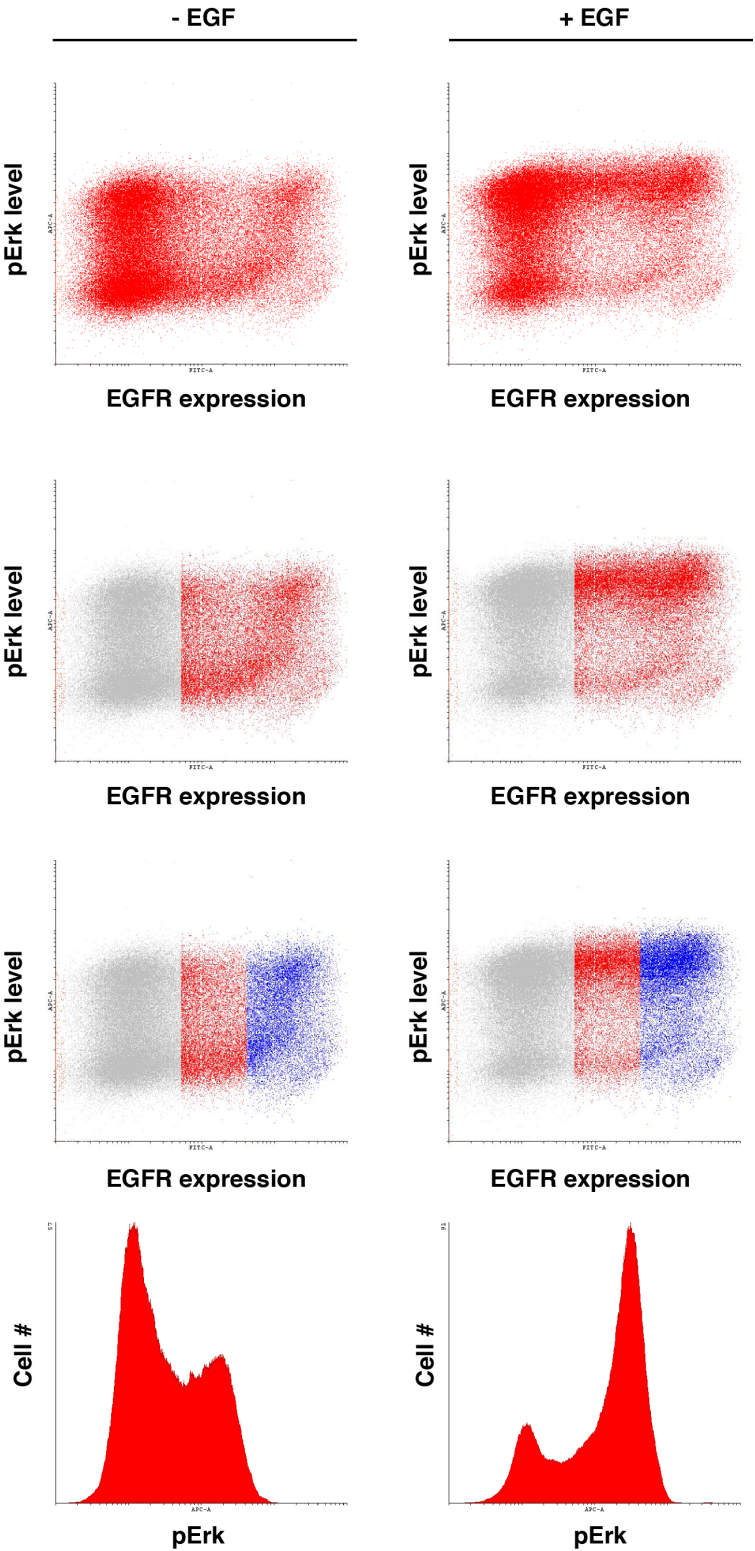 - EGF
+ EGF
pErk level
APC-A
FITC-A
EGFR expression
pErk level
APC-A
FITC-A
EGFR expression
pErk level
APC-A
FITC-A
EGFR expression
pErk level
APC-A
FITC-A
EGFR expression
pErk level
APC-A
FITC-A
EGFR expression
pErk level
APC-A
FITC-A
EGFR expression
Cell #
57
APC-A
pErk
Cell #
91
APC-A
pErk